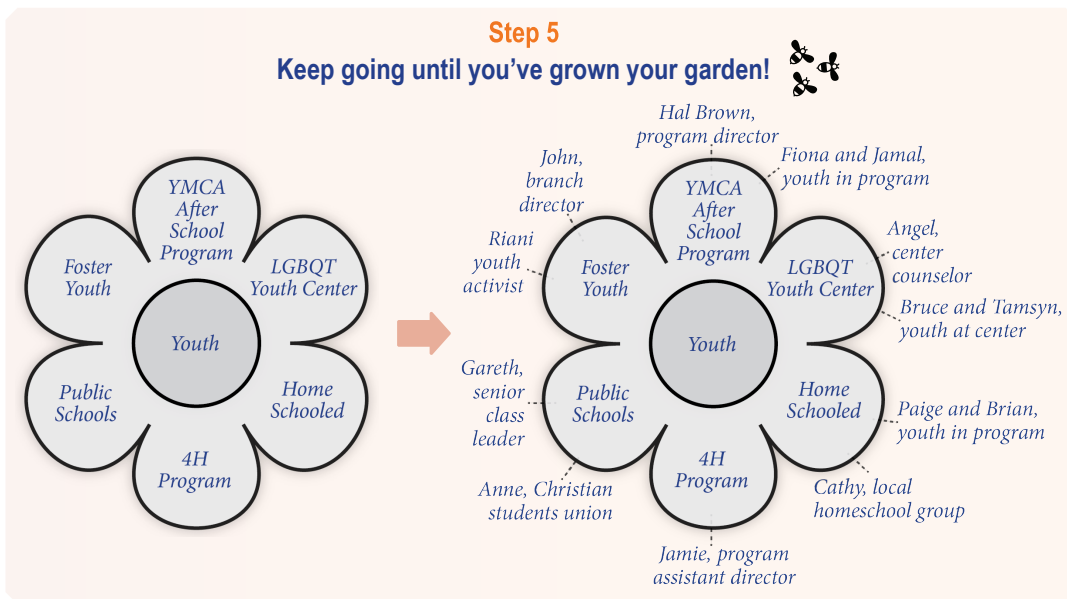 Step 5
Keep going until you’ve grown your garden!
YMCA
After
School
Program
Foster
Youth
LGBQT
Youth Center
Youth
Public
Schools
Home
Schooled
4H
Program
Hal Brown,
program director
Fiona and Jamal,
youth in program
John,
branch
director
Riani
youth
activist
YMCA
After
School
Program
Foster
Youth
LGBQT
Youth Center
Angel,
center
counselor
Bruce and Tamsyn,
youth at center
Youth
Gareth,
senior
class
leader
Public
Schools
Home
Schooled
Paige and Brian,
youth in program
4H
Program
Anne, Christian
students union
Cathy, local
homeschool group
Jamie, program
assistant director